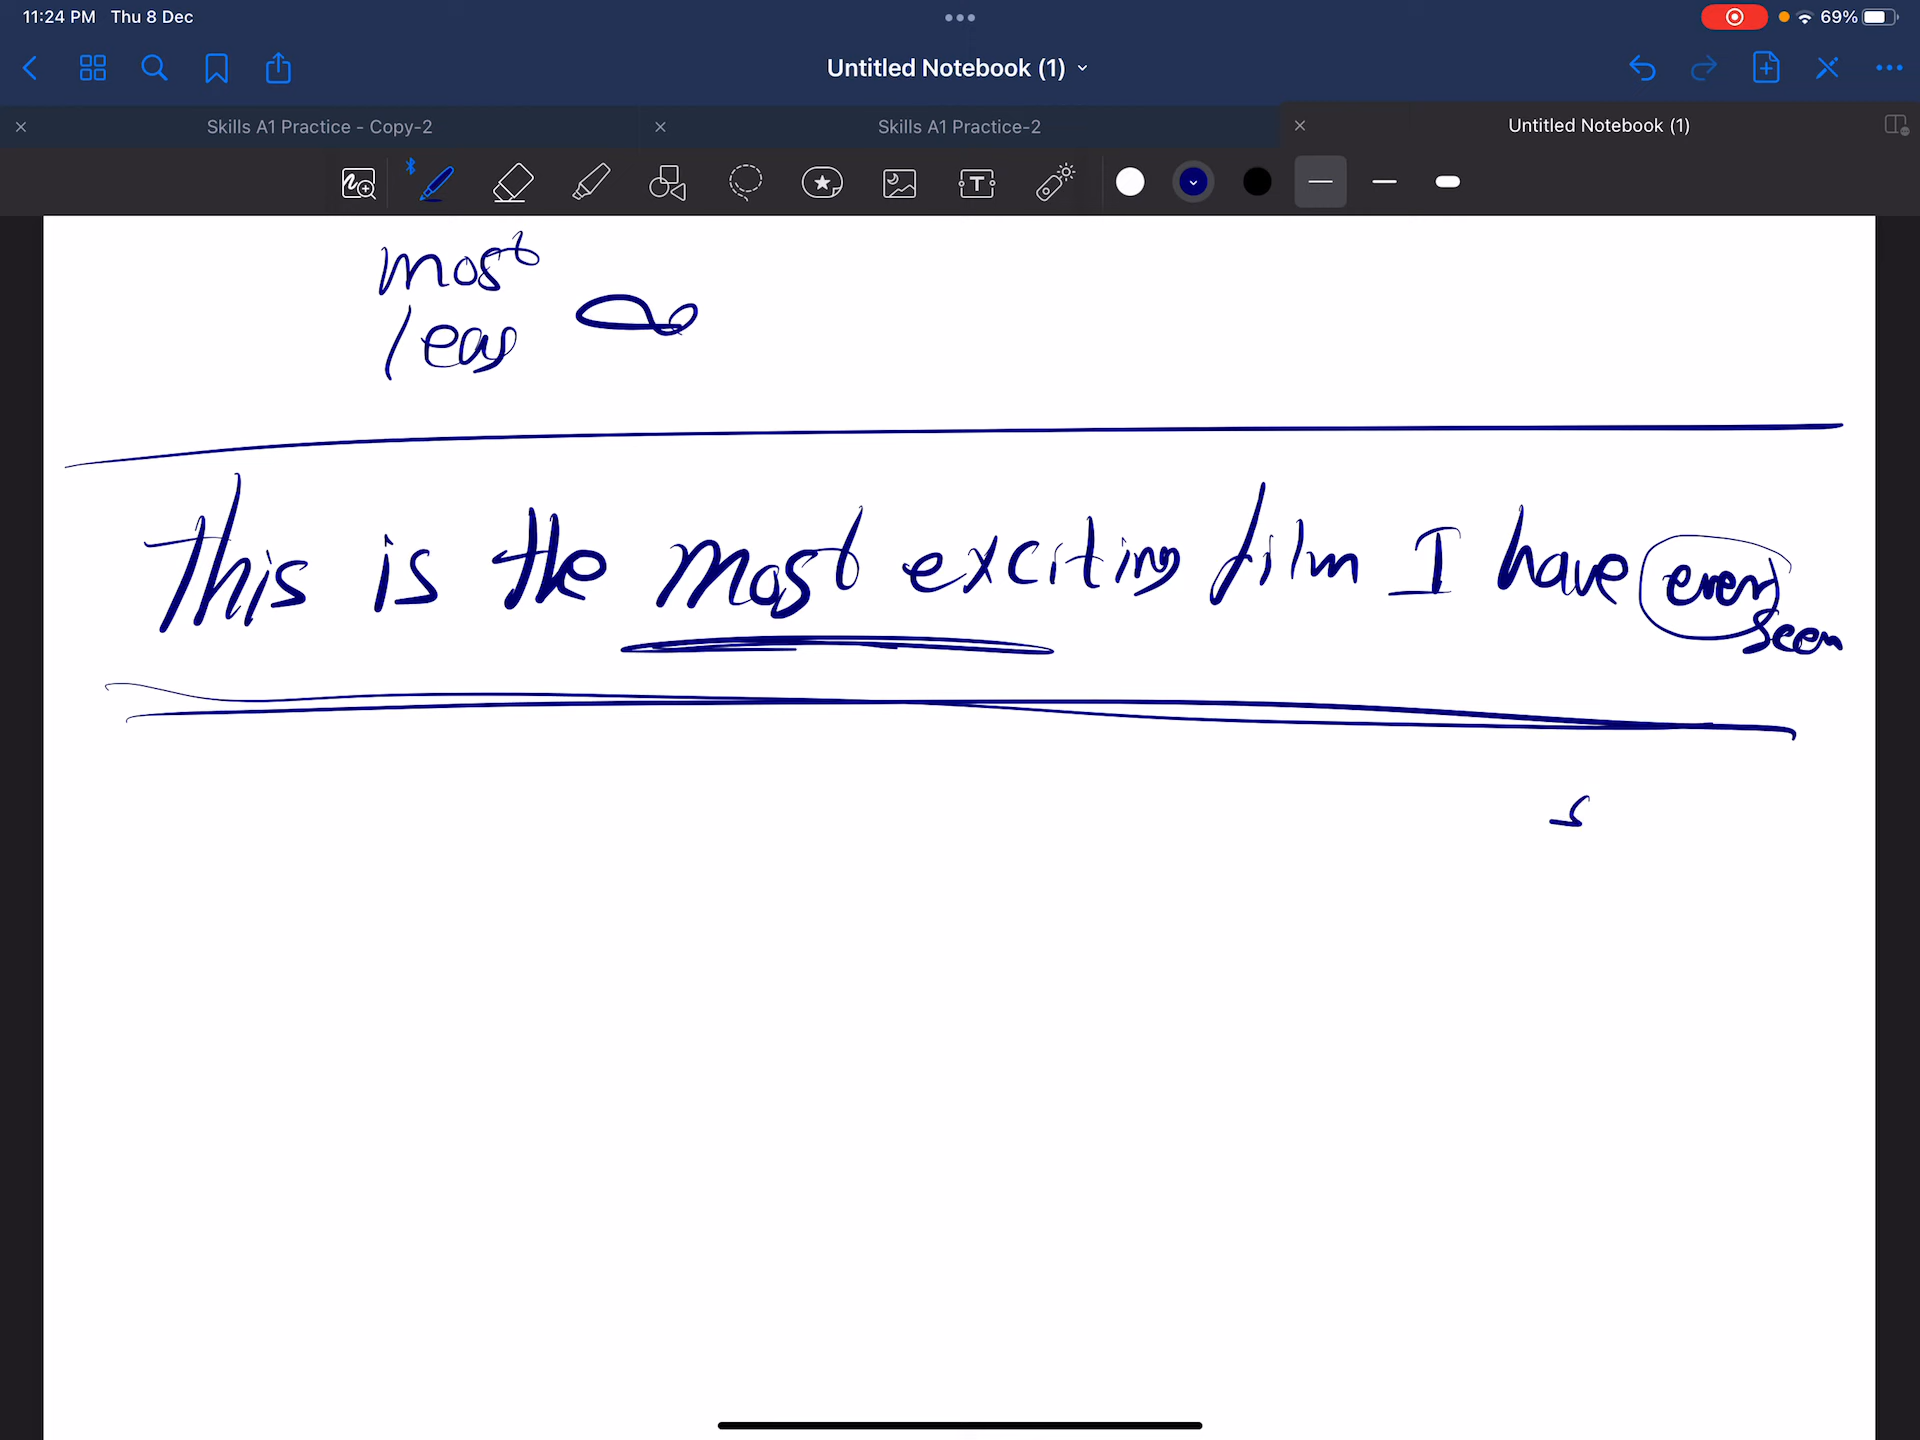 11:24 PM Thu 8 Dec
69%
Untitled Notebook (1)
Skills A1 Practice - Copy-2
Skills A1 Practice-2
Untitled Notebook (1)
T
most
leas
This is the most exciting film I have ever
seen
s